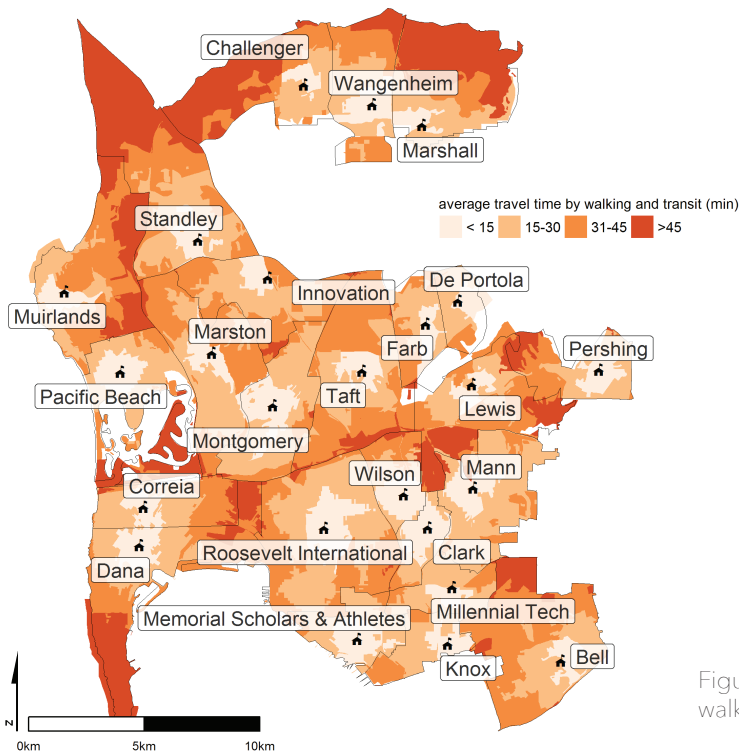 Challenger
Wangenheim
Marshall
average travel time by walking and transit (min)
< 15 15-30 31-45 >45
Standley
De Portola
Innovation
Muirlands
Marston
Farb
Pershing
Pacific Beach
Taft
Lewis
Montgomery
Wilson
Mann
Correia
Roosevelt International
Clark
Dana
Memorial Scholars & Athletes
Millennial Tech
Knox
Bell
Figu
walk
N
0km 5km 10km